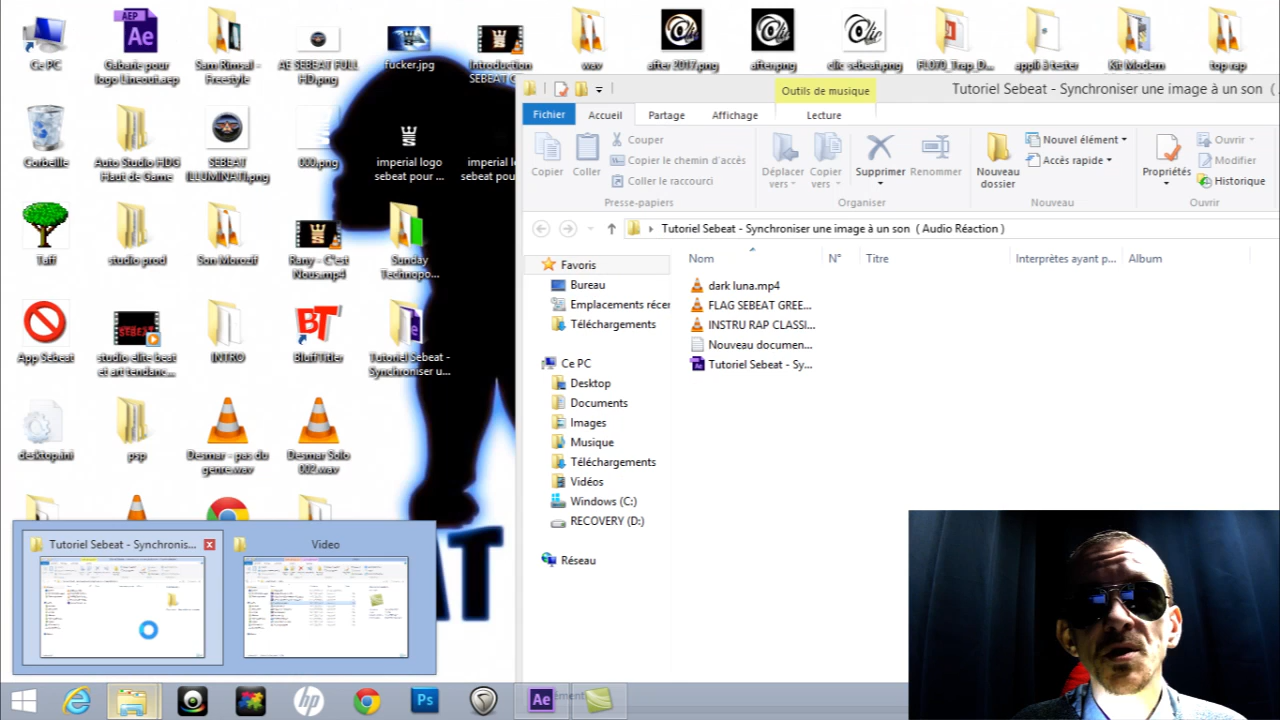 Ce PC
Gabarie pour
logo Lineout.aep
Sam Rimsal -
Freestyle
AE SEBEAT FULL
HD.png
fucker.jpg
Introduction
wav
after 2017.png
after.png
clic sebeat.png
FL070_Trap_D...
appli à tester
Kit Modern
top rap
Corbeille
Auto Studio HDG
Haut de Game
SEBEAT
ILLUMINATI.png
000.png
imperial logo
sebeat pour ...
imperial l
sebeat pou
Taff
studio prod
Son Morozif
Rany - C'est
Nous.mp4
Sunday
Technopo...
App Sebeat
studio elite beat
et art tendanc...
INTRO
BT
BluffTitler
Tutoriel Sebeat -
Synchroniser u...
desktop.ini
psp
Desmar - pas du
genre.wav
Desmar Solo
002.wav
Outils de musique
Tutoriel Sebeat - Synchroniser une image à un son (
Fichier
Accueil
Partage
Affichage
Lecture
Copier
Coller
Couper
Copier le chemin d'accès
Coller le raccourci
Presse-papiers
Déplacer
vers
Copier
vers
Supprimer
Renommer
Organiser
Nouveau
dossier
Nouvel élément
Accès rapide
Nouveau
Propriétés
Ouvrir
Modifier
Historique
Ouvrir
Tutoriel Sebeat - Synchroniser une image à un son ( Audio Réaction )
Nom
N°
Titre
Interprètes ayant p...
Album
Favoris
Bureau
Emplacements récer
Téléchargements
Ce PC
Desktop
Documents
Images
Musique
Téléchargements
Vidéos
Windows (C:)
RECOVERY (D:)
Réseau
dark luna.mp4
FLAG SEBEAT GREE...
INSTRU RAP CLASSI...
Nouveau documen...
Tutoriel Sebeat - Sy...
Tutoriel Sebeat - Synchronis...
Video
Ps
Ae